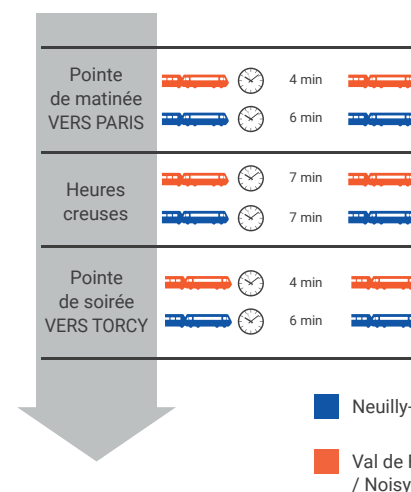 Pointe
de matinée
VERS PARIS
4 min
6 min
Heures
creuses
7 min
7 min
Pointe
de soirée
VERS TORCY
4 min
6 min
Neuilly-
Val de
/ Noisy